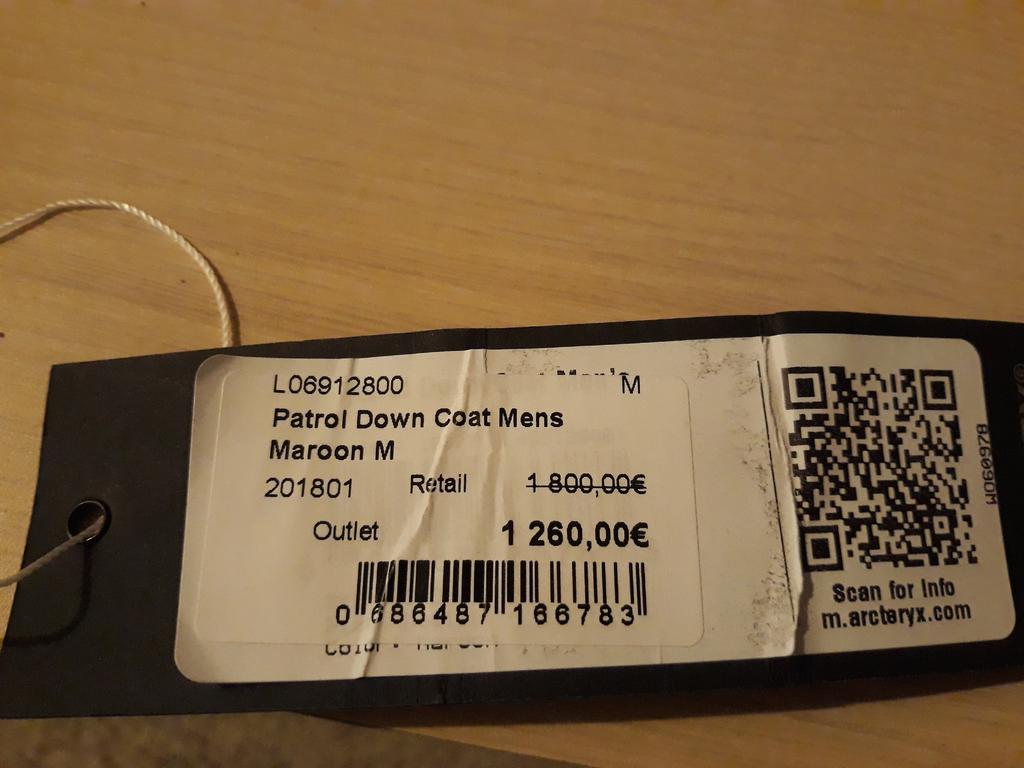 L06912800 M
Patrol Down Coat Mens
Maroon M
201801 Retail 1 800,00€
Outlet 1 260,00€
0 686487 166783
Men's
Scan for Info
m.arcteryx.com